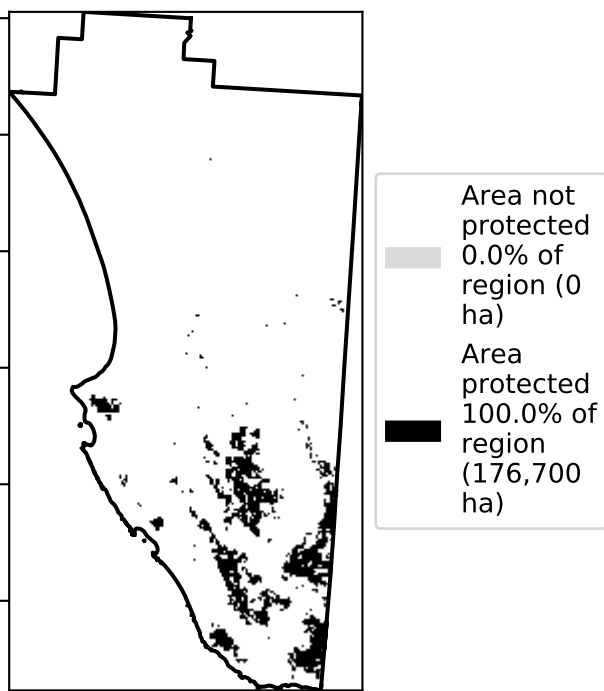 Area not
protected
0.0% of
region (0
ha)
Area
protected
100.0% of
region
(176,700
ha)